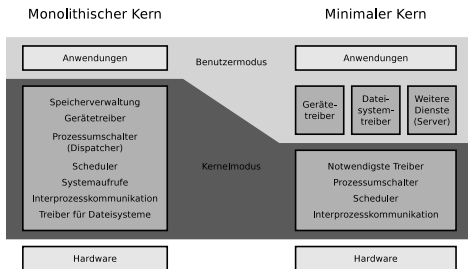 Monolithischer Kern
Minimaler Kern
Anwendungen
Benutzermodus
Anwendungen
Speicherverwaltung
Gerätetreiber
Prozessumschalter
(Dispatcher)
Scheduler
Systemaufrufe
Interprozesskommunikation
Treiber für Dateisysteme
Kernelmodus
Geräte-
treiber
Datei-
system-
treiber
Weitere
Dienste
(Server)
Notwendigste Treiber
Prozessumschalter
Scheduler
Interprozesskommunikation
Hardware
Hardware